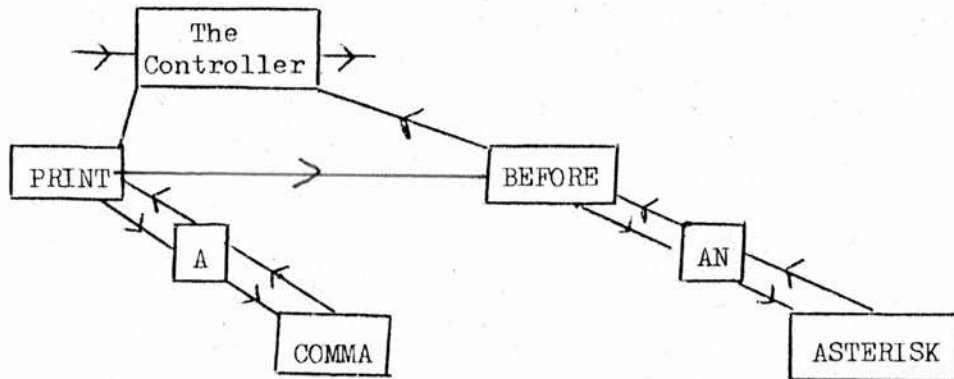 The
Controller
PRINT
BEFORE
A
AN
COMMA
ASTERISK